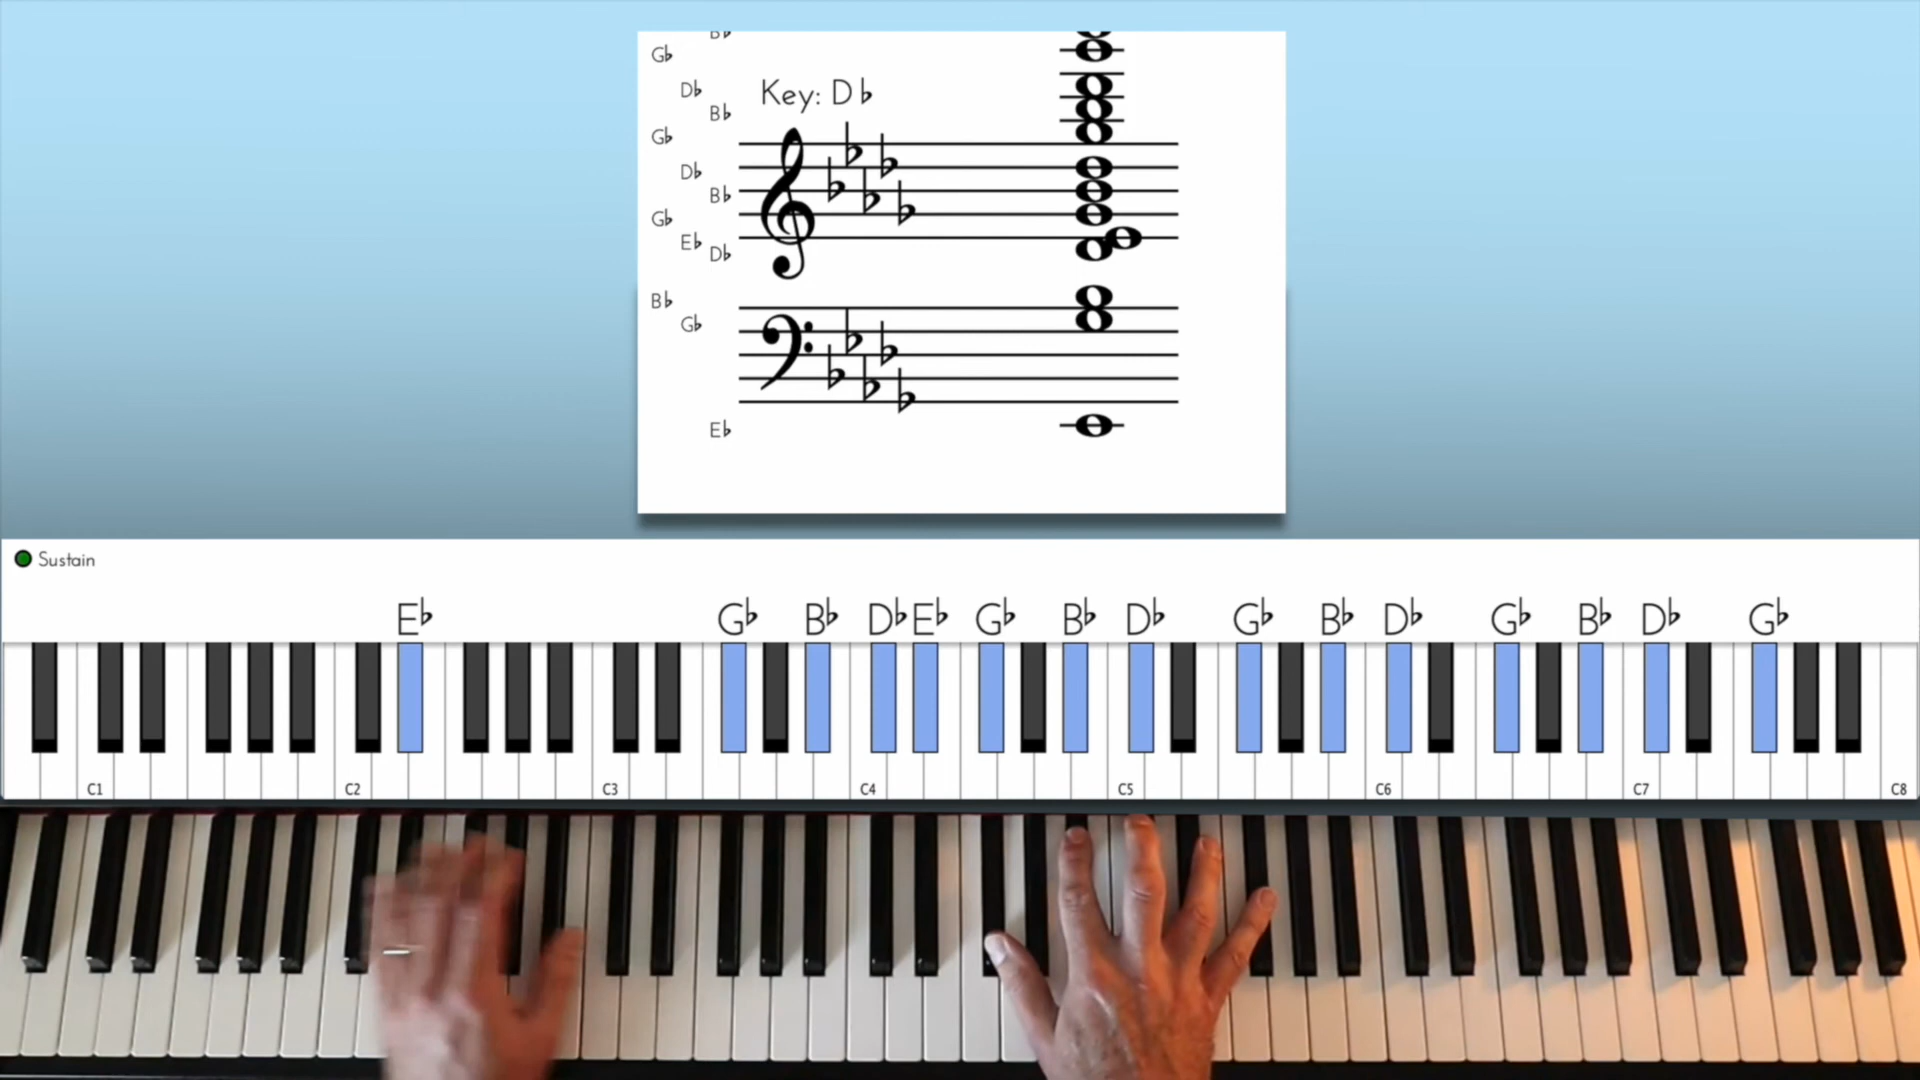 B♭
G♭
D♭
Key: D♭
B♭
G♭
D♭
B♭
G♭
E♭
D♭
B♭
G♭
E♭
Sustain
E♭ G♭ B♭ D♭ E♭ G♭ B♭ D♭ G♭ B♭ D♭ G♭ B♭ D♭ G♭
C1 C2 C3 C4 C5 C6 C7 C8